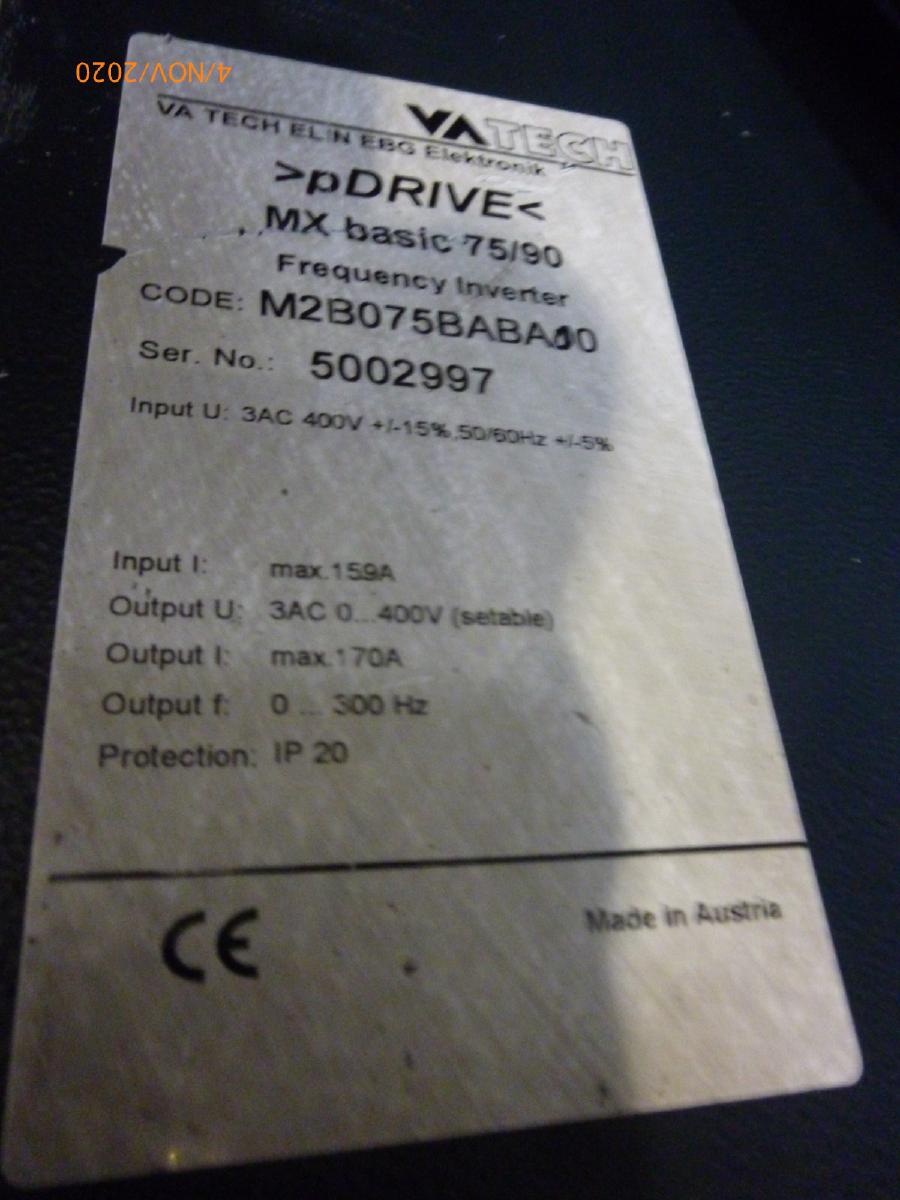 4/NOV/2020
VA TECH
VA TECH ELIN EBG Elektronik
>pDRIVE<
MX basic 75/90
Frequency Inverter
CODE: M2B075BABA00
Ser. No.: 5002997
Input U: 3AC 400V +/-15%,50/60Hz +/-5%
Input I: max.159A
Output U: 3AC 0...400V (setable)
Output I: max.170A
Output f: 0 ... 300 Hz
Protection: IP 20
CE
Made in Austria